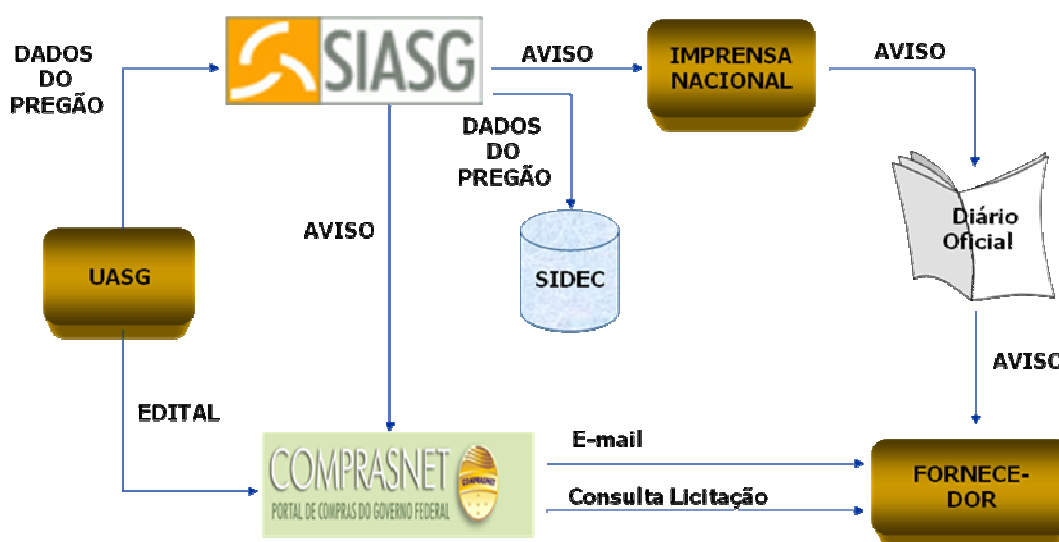 DADOS
DO
PREGÃO
SIASG
AVISO
IMPRENSA
NACIONAL
AVISO
DADOS
DO
PREGÃO
Diário
Oficial
AVISO
UASG
SIDEC
AVISO
EDITAL
COMPRASNET
COMPRASNET
PORTAL DE COMPRAS DO GOVERNO FEDERAL
E-mail
Consulta Licitação
FORNECE-
DOR